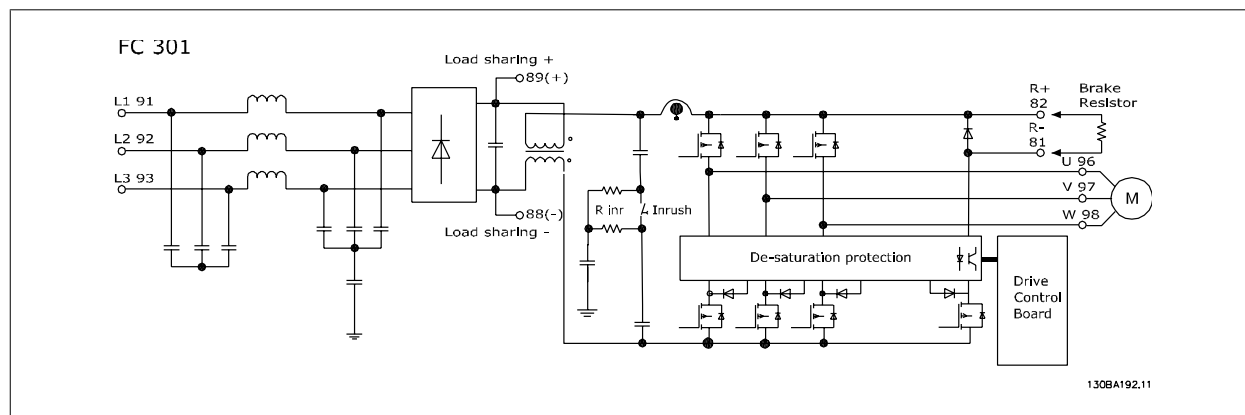 FC 301
Load sharing +
89(+)
L1 91
L2 92
L3 93
R inr
Inrush
88(-)
Load sharing -
R+
82
Brake
Resistor
R-
81
U 96
V 97
W 98
M
De-saturation protection
Drive
Control
Board
130BA192.11